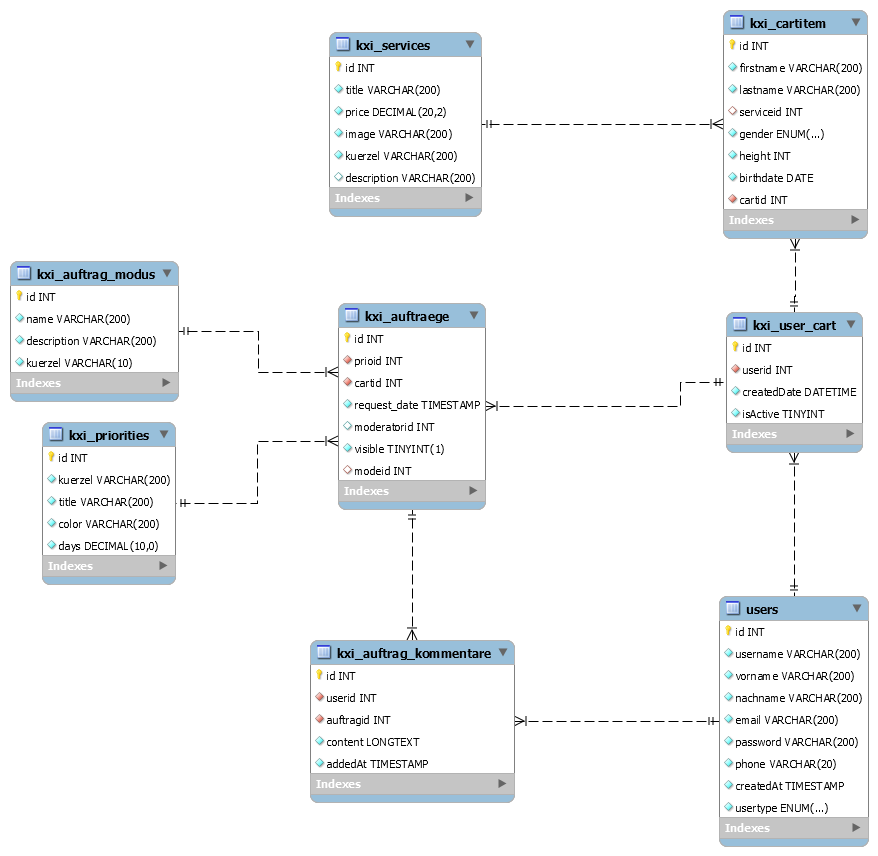 kxi_services
id INT
title VARCHAR(200)
price DECIMAL(20,2)
image VARCHAR(200)
kuerzel VARCHAR(200)
description VARCHAR(200)
Indexes
kxi_cartitem
id INT
firstname VARCHAR(200)
lastname VARCHAR(200)
serviceid INT
gender ENUM(...)
height INT
birthdate DATE
cartid INT
Indexes
kxi_auftrag_modus
id INT
name VARCHAR(200)
description VARCHAR(200)
kuerzel VARCHAR(10)
Indexes
kxi_auftraege
id INT
prioid INT
cartid INT
request_date TIMESTAMP
moderatorid INT
visible TINYINT(1)
modeid INT
Indexes
kxi_user_cart
id INT
userid INT
createdDate DATETIME
isActive TINYINT
Indexes
kxi_priorities
id INT
kuerzel VARCHAR(200)
title VARCHAR(200)
color VARCHAR(200)
days DECIMAL(10,0)
Indexes
kxi_auftrag_kommentare
id INT
userid INT
auftragid INT
content LONGTEXT
addedAt TIMESTAMP
Indexes
users
id INT
username VARCHAR(200)
vorname VARCHAR(200)
nachname VARCHAR(200)
email VARCHAR(200)
password VARCHAR(200)
phone VARCHAR(20)
createdAt TIMESTAMP
usertype ENUM(...)
Indexes